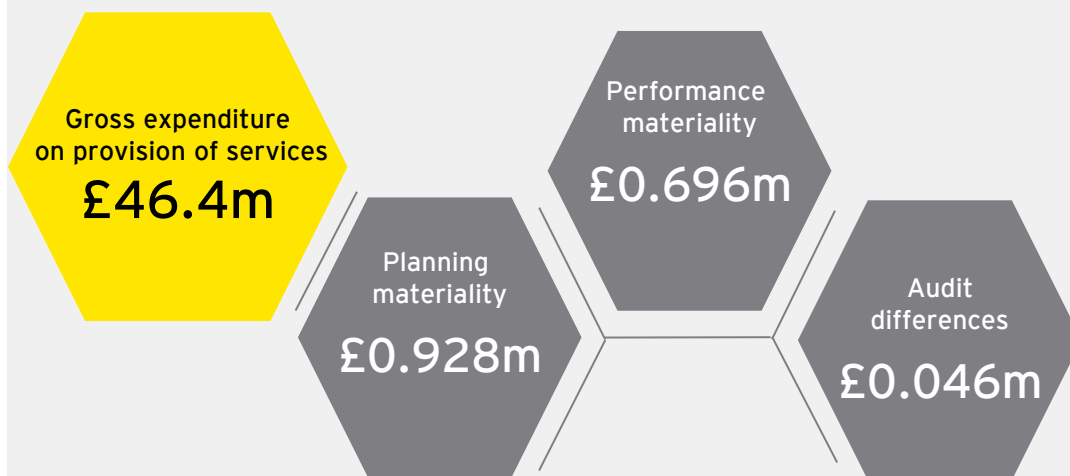 Gross expenditure
on provision of services
£46.4m
Planning
materiality
£0.928m
Performance
materiality
£0.696m
Audit
differences
£0.046m